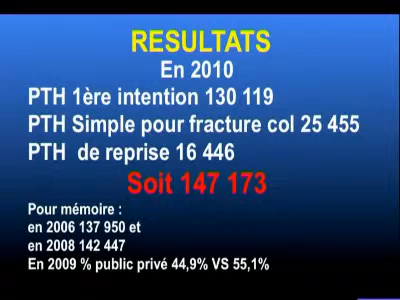 RESULTATS
En 2010
PTH 1ère intention 130 119
PTH Simple pour fracture col 25 455
PTH de reprise 16 446
Soit 147 173
Pour mémoire :
en 2006 137 950 et
en 2008 142 447
En 2009 % public privé 44,9% VS 55,1%